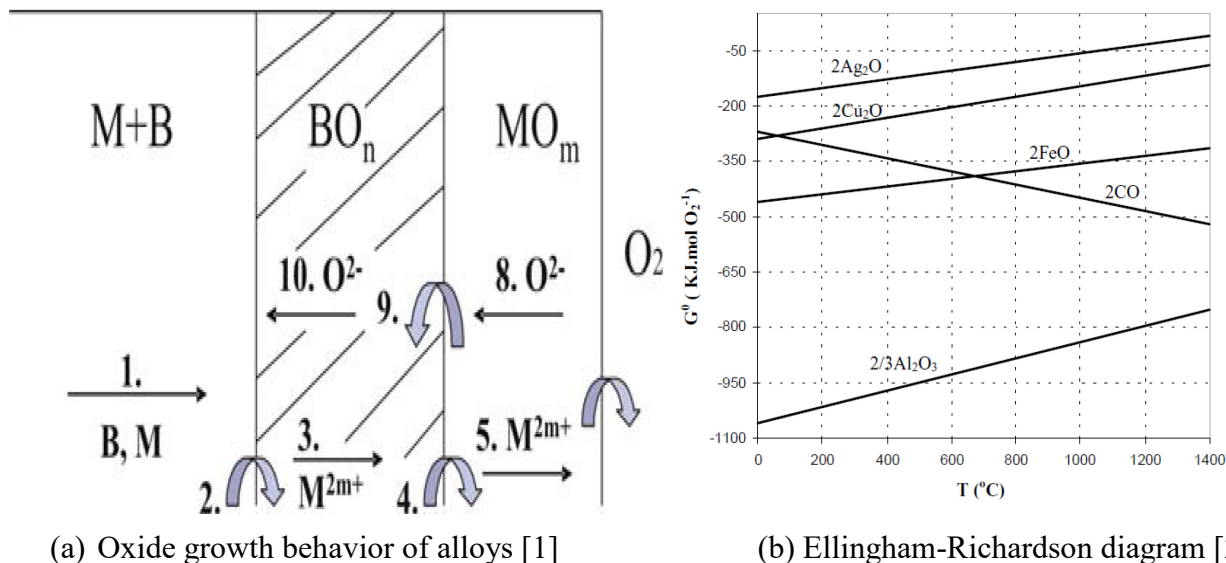 M+B
BOₙ
MOₘ
O₂
10. O²⁻
9.
8. O²⁻
1.
B, M
2.
3.
M²ᵐ⁺
4.
5. M²ᵐ⁺
(a) Oxide growth behavior of alloys [1]
-50
-200
-350
-500
-650
-800
-950
-1100
G⁰ ( KJ.mol O₂⁻¹)
2Ag₂O
2Cu₂O
2FeO
2CO
2/3Al₂O₃
0 200 400 600 800 1000 1200 1400
T (°C)
(b) Ellingham-Richardson diagram [